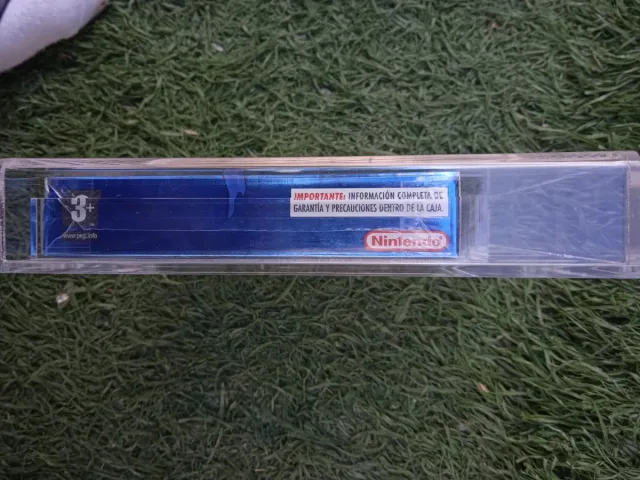 3+
www.pegi.info
IMPORTANTE: INFORMACIÓN COMPLETA DE
GARANTÍA Y PRECAUCIONES DENTRO DE LA CAJA.
Nintendo